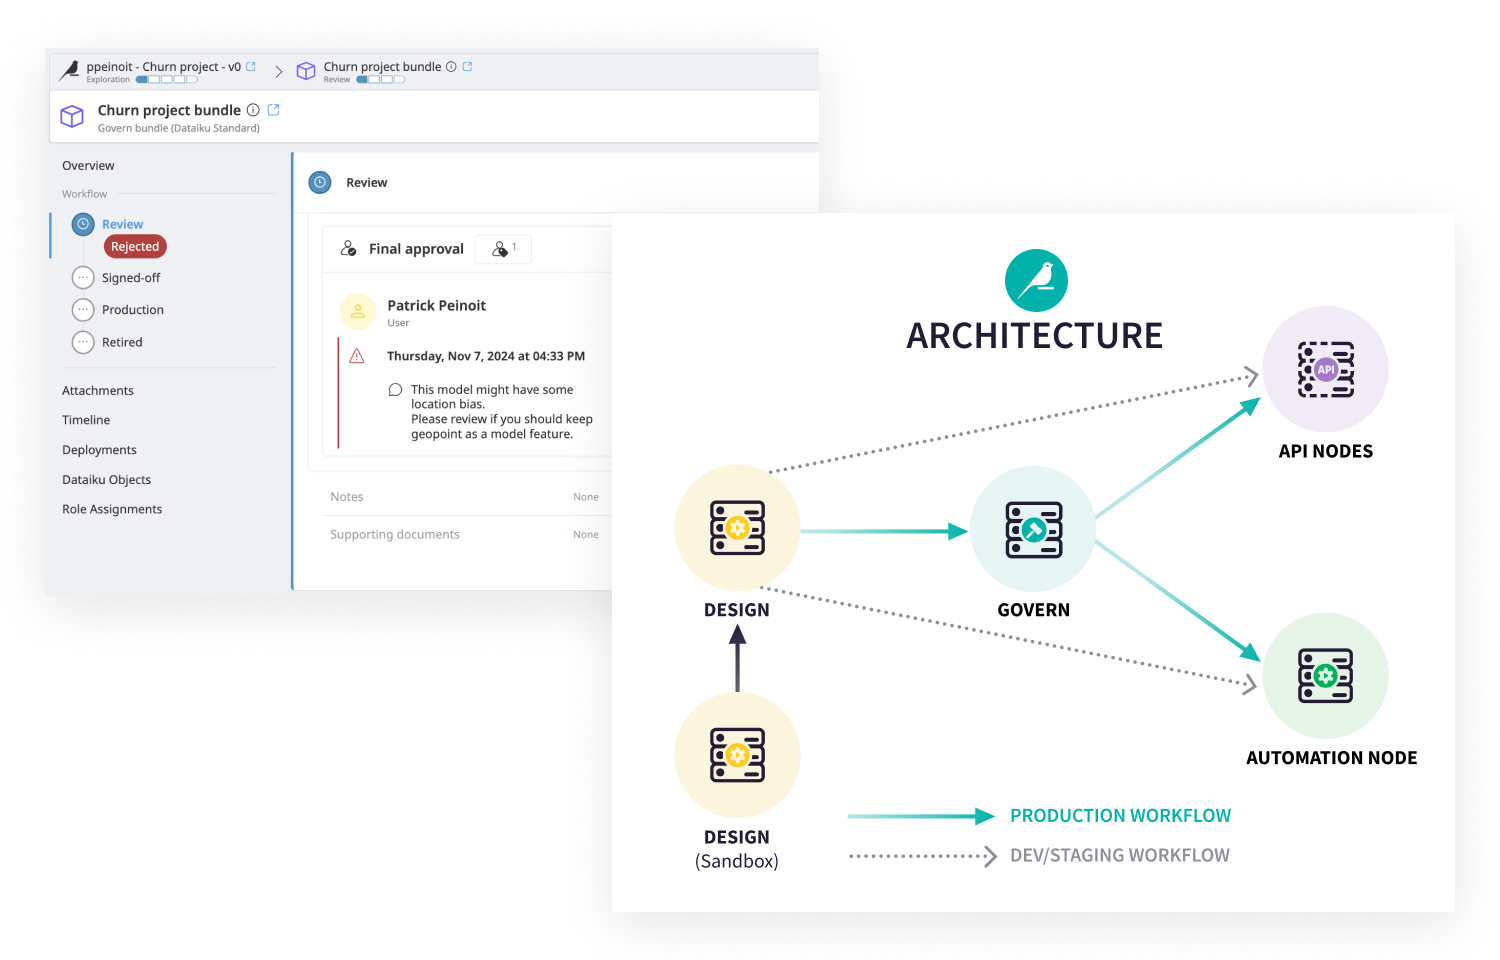 ppeinoit - Churn project - v0
Exploration
Churn project bundle
Review
Churn project bundle
Govern bundle (Dataiku Standard)
Overview
Workflow
Review
Rejected
Signed-off
Production
Retired
Attachments
Timeline
Deployments
Dataiku Objects
Role Assignments
Review
Final approval
1
Patrick Peinoit
User
Thursday, Nov 7, 2024 at 04:33 PM
This model might have some
location bias.
Please review if you should keep
geopoint as a model feature.
Notes None
Supporting documents None
ARCHITECTURE
API
API NODES
DESIGN
GOVERN
AUTOMATION NODE
DESIGN
(Sandbox)
PRODUCTION WORKFLOW
DEV/STAGING WORKFLOW